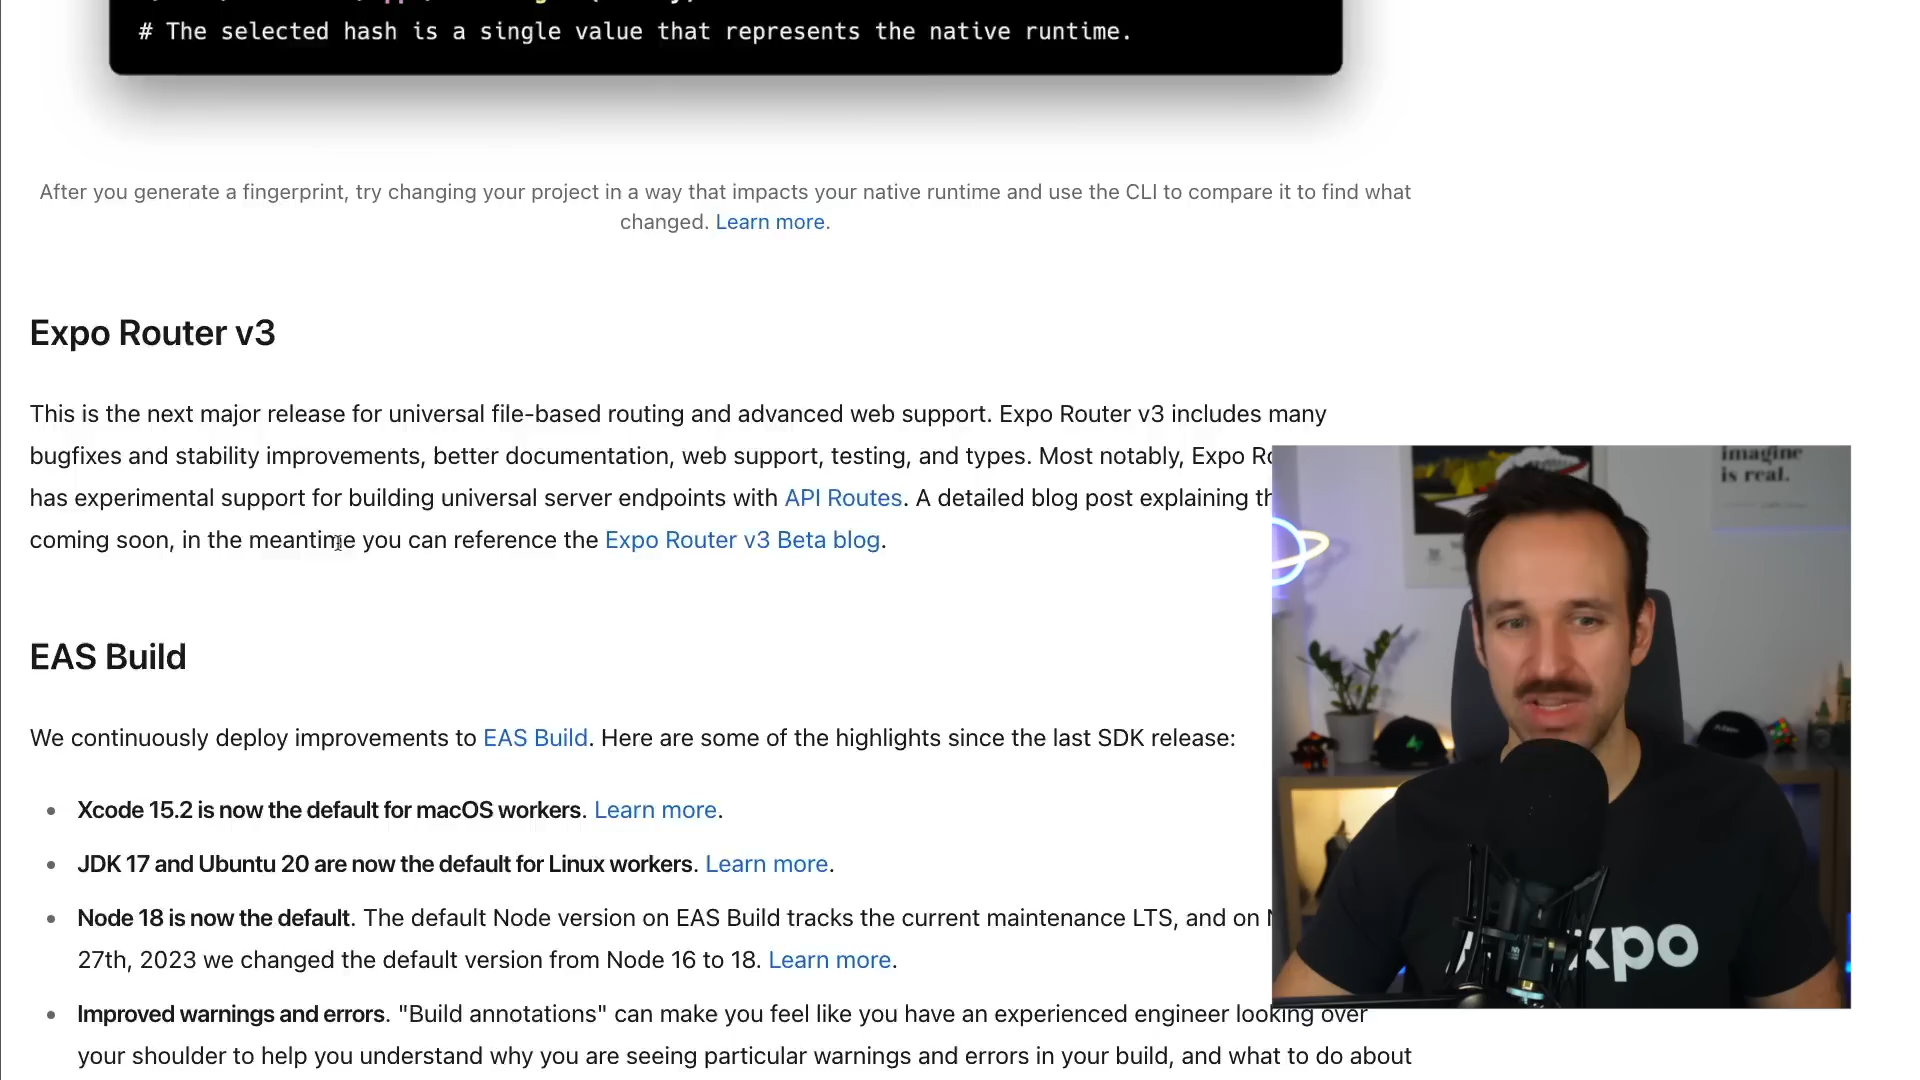 # The selected hash is a single value that represents the native runtime.
After you generate a fingerprint, try changing your project in a way that impacts your native runtime and use the CLI to compare it to find what
changed. Learn more.
Expo Router v3
This is the next major release for universal file-based routing and advanced web support. Expo Router v3 includes many
bugfixes and stability improvements, better documentation, web support, testing, and types. Most notably, Expo
has experimental support for building universal server endpoints with API Routes. A detailed blog post explaining
coming soon, in the meantime you can reference the Expo Router v3 Beta blog.
imagine
is real.
EAS Build
We continuously deploy improvements to EAS Build. Here are some of the highlights since the last SDK release:
• Xcode 15.2 is now the default for macOS workers. Learn more.
• JDK 17 and Ubuntu 20 are now the default for Linux workers. Learn more.
• Node 18 is now the default. The default Node version on EAS Build tracks the current maintenance LTS, and on
27th, 2023 we changed the default version from Node 16 to 18. Learn more.
xpo
• Improved warnings and errors. "Build annotations" can make you feel like you have an experienced engineer looking over
your shoulder to help you understand why you are seeing particular warnings and errors in your build, and what to do about